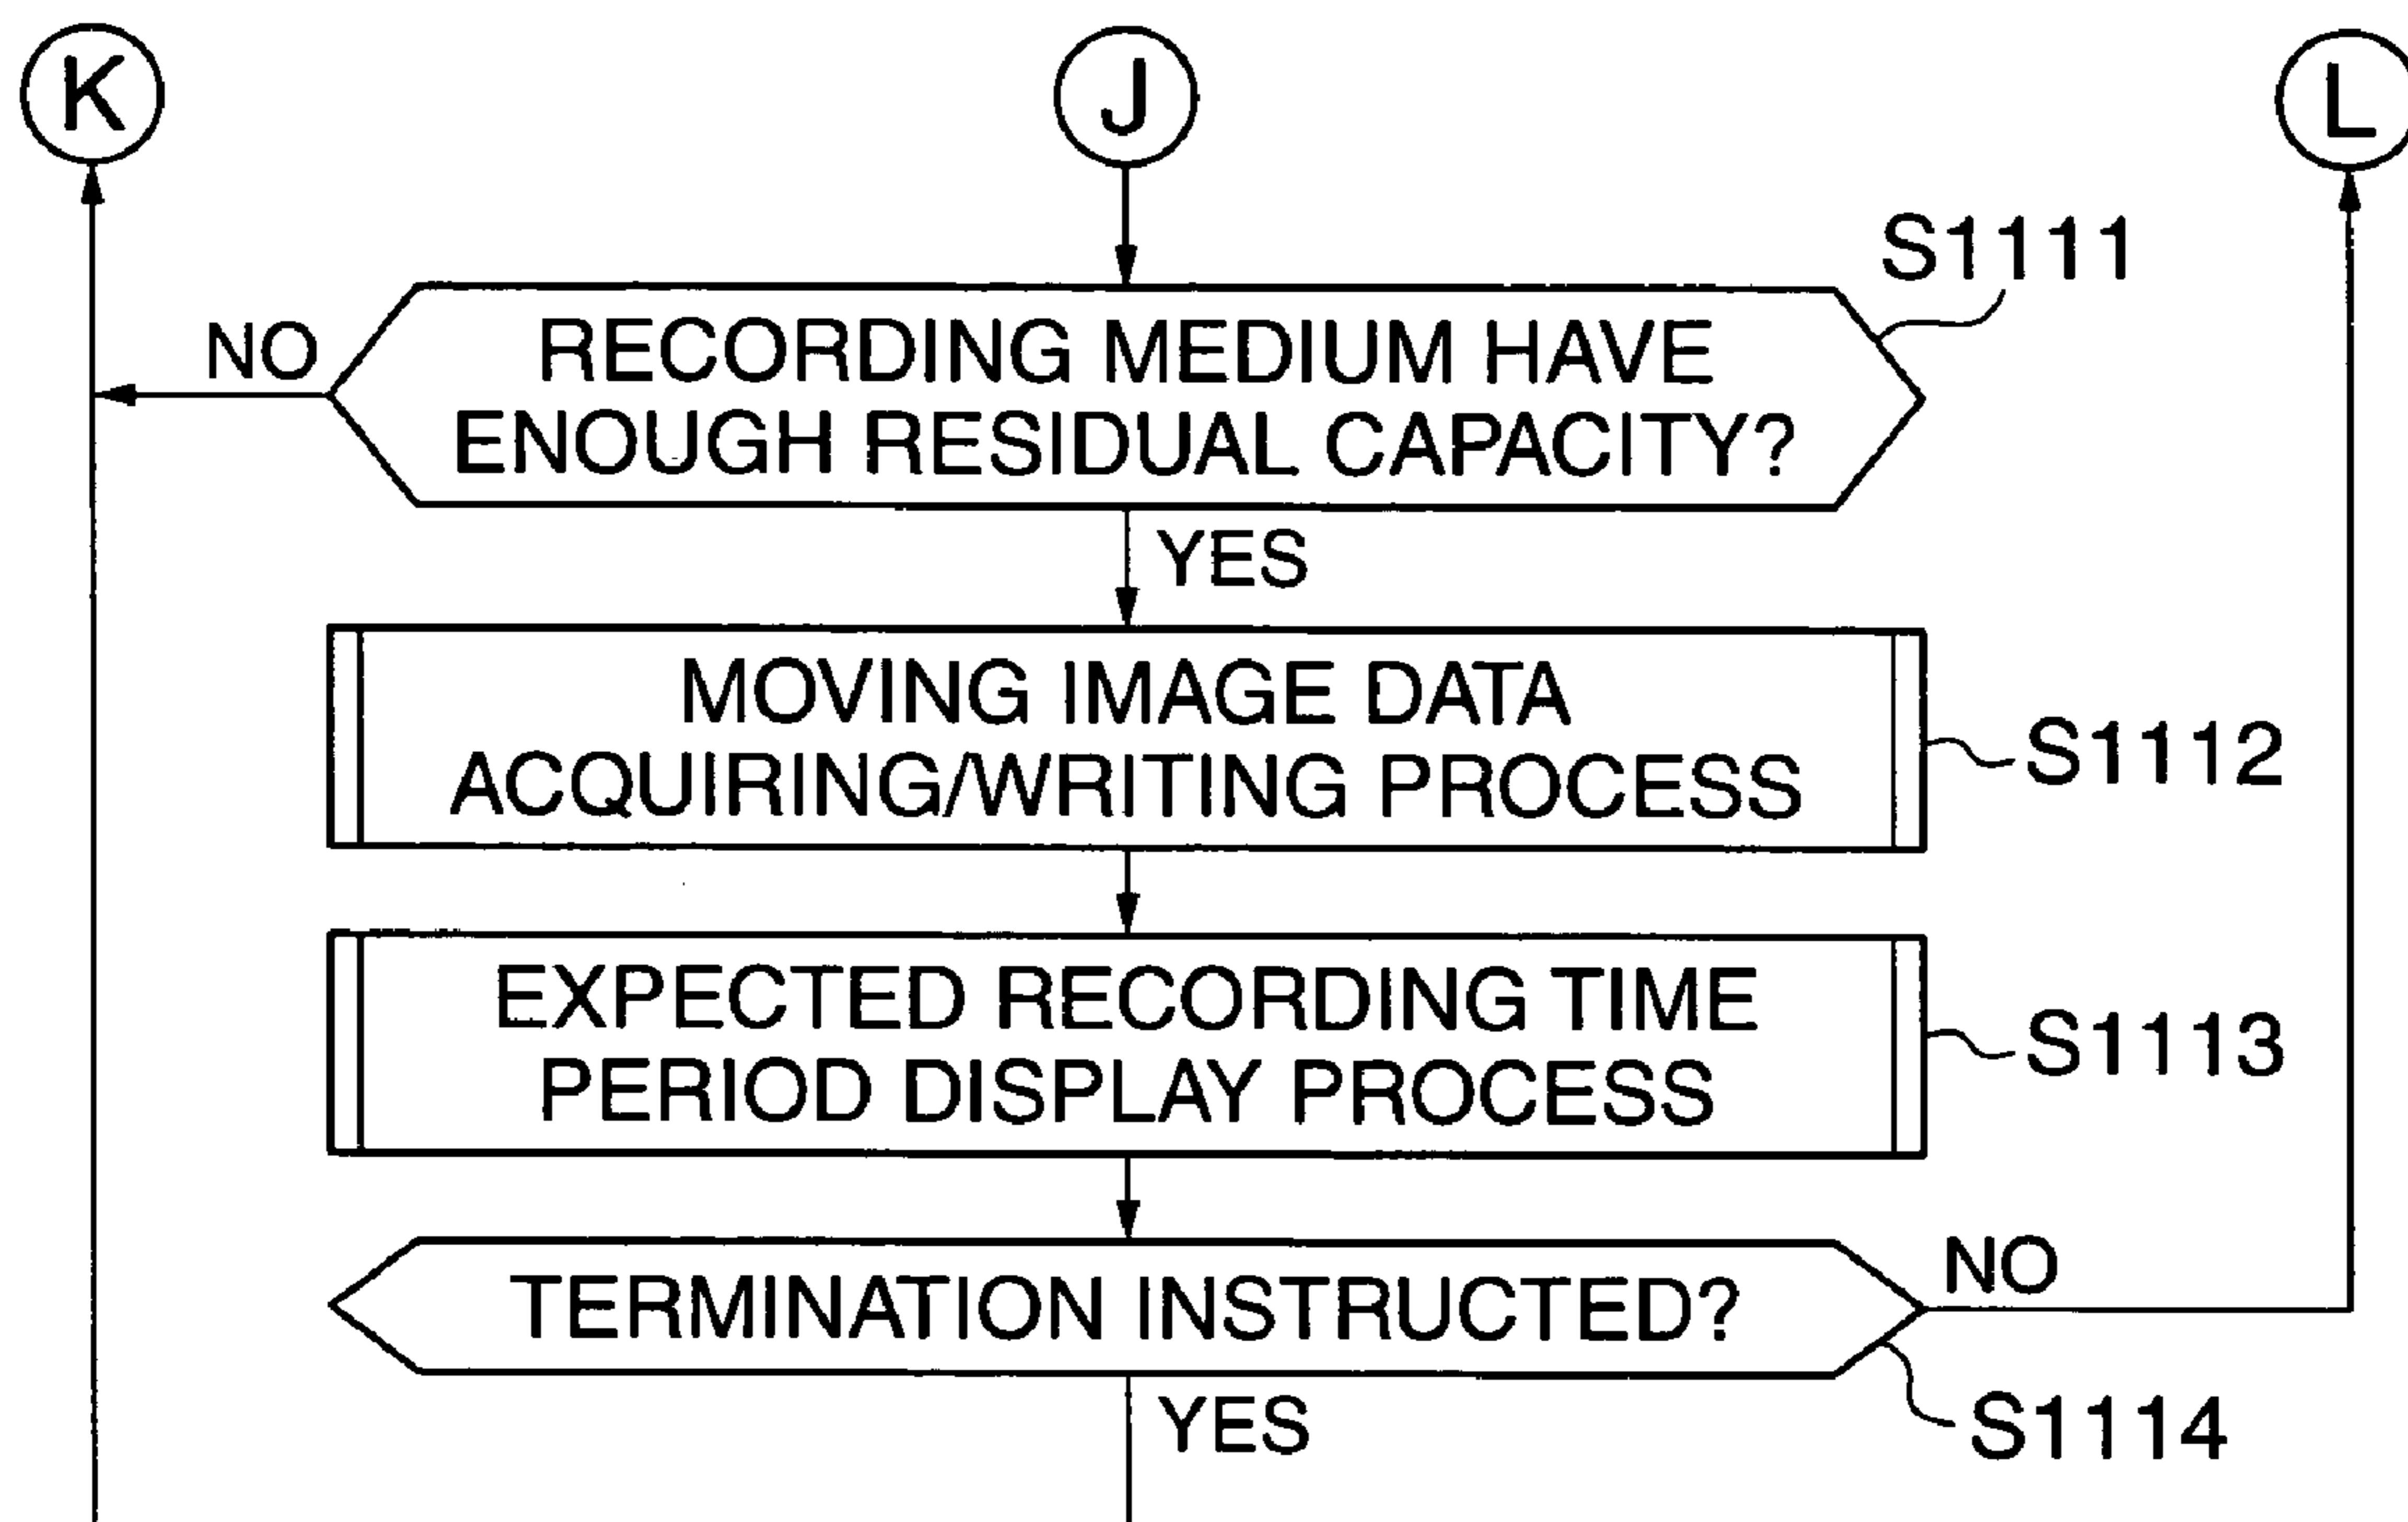 K
J
L
S1111
NO
RECORDING MEDIUM HAVE
ENOUGH RESIDUAL CAPACITY?
YES
MOVING IMAGE DATA
ACQUIRING/WRITING PROCESS
S1112
EXPECTED RECORDING TIME
PERIOD DISPLAY PROCESS
S1113
TERMINATION INSTRUCTED?
NO
YES
S1114